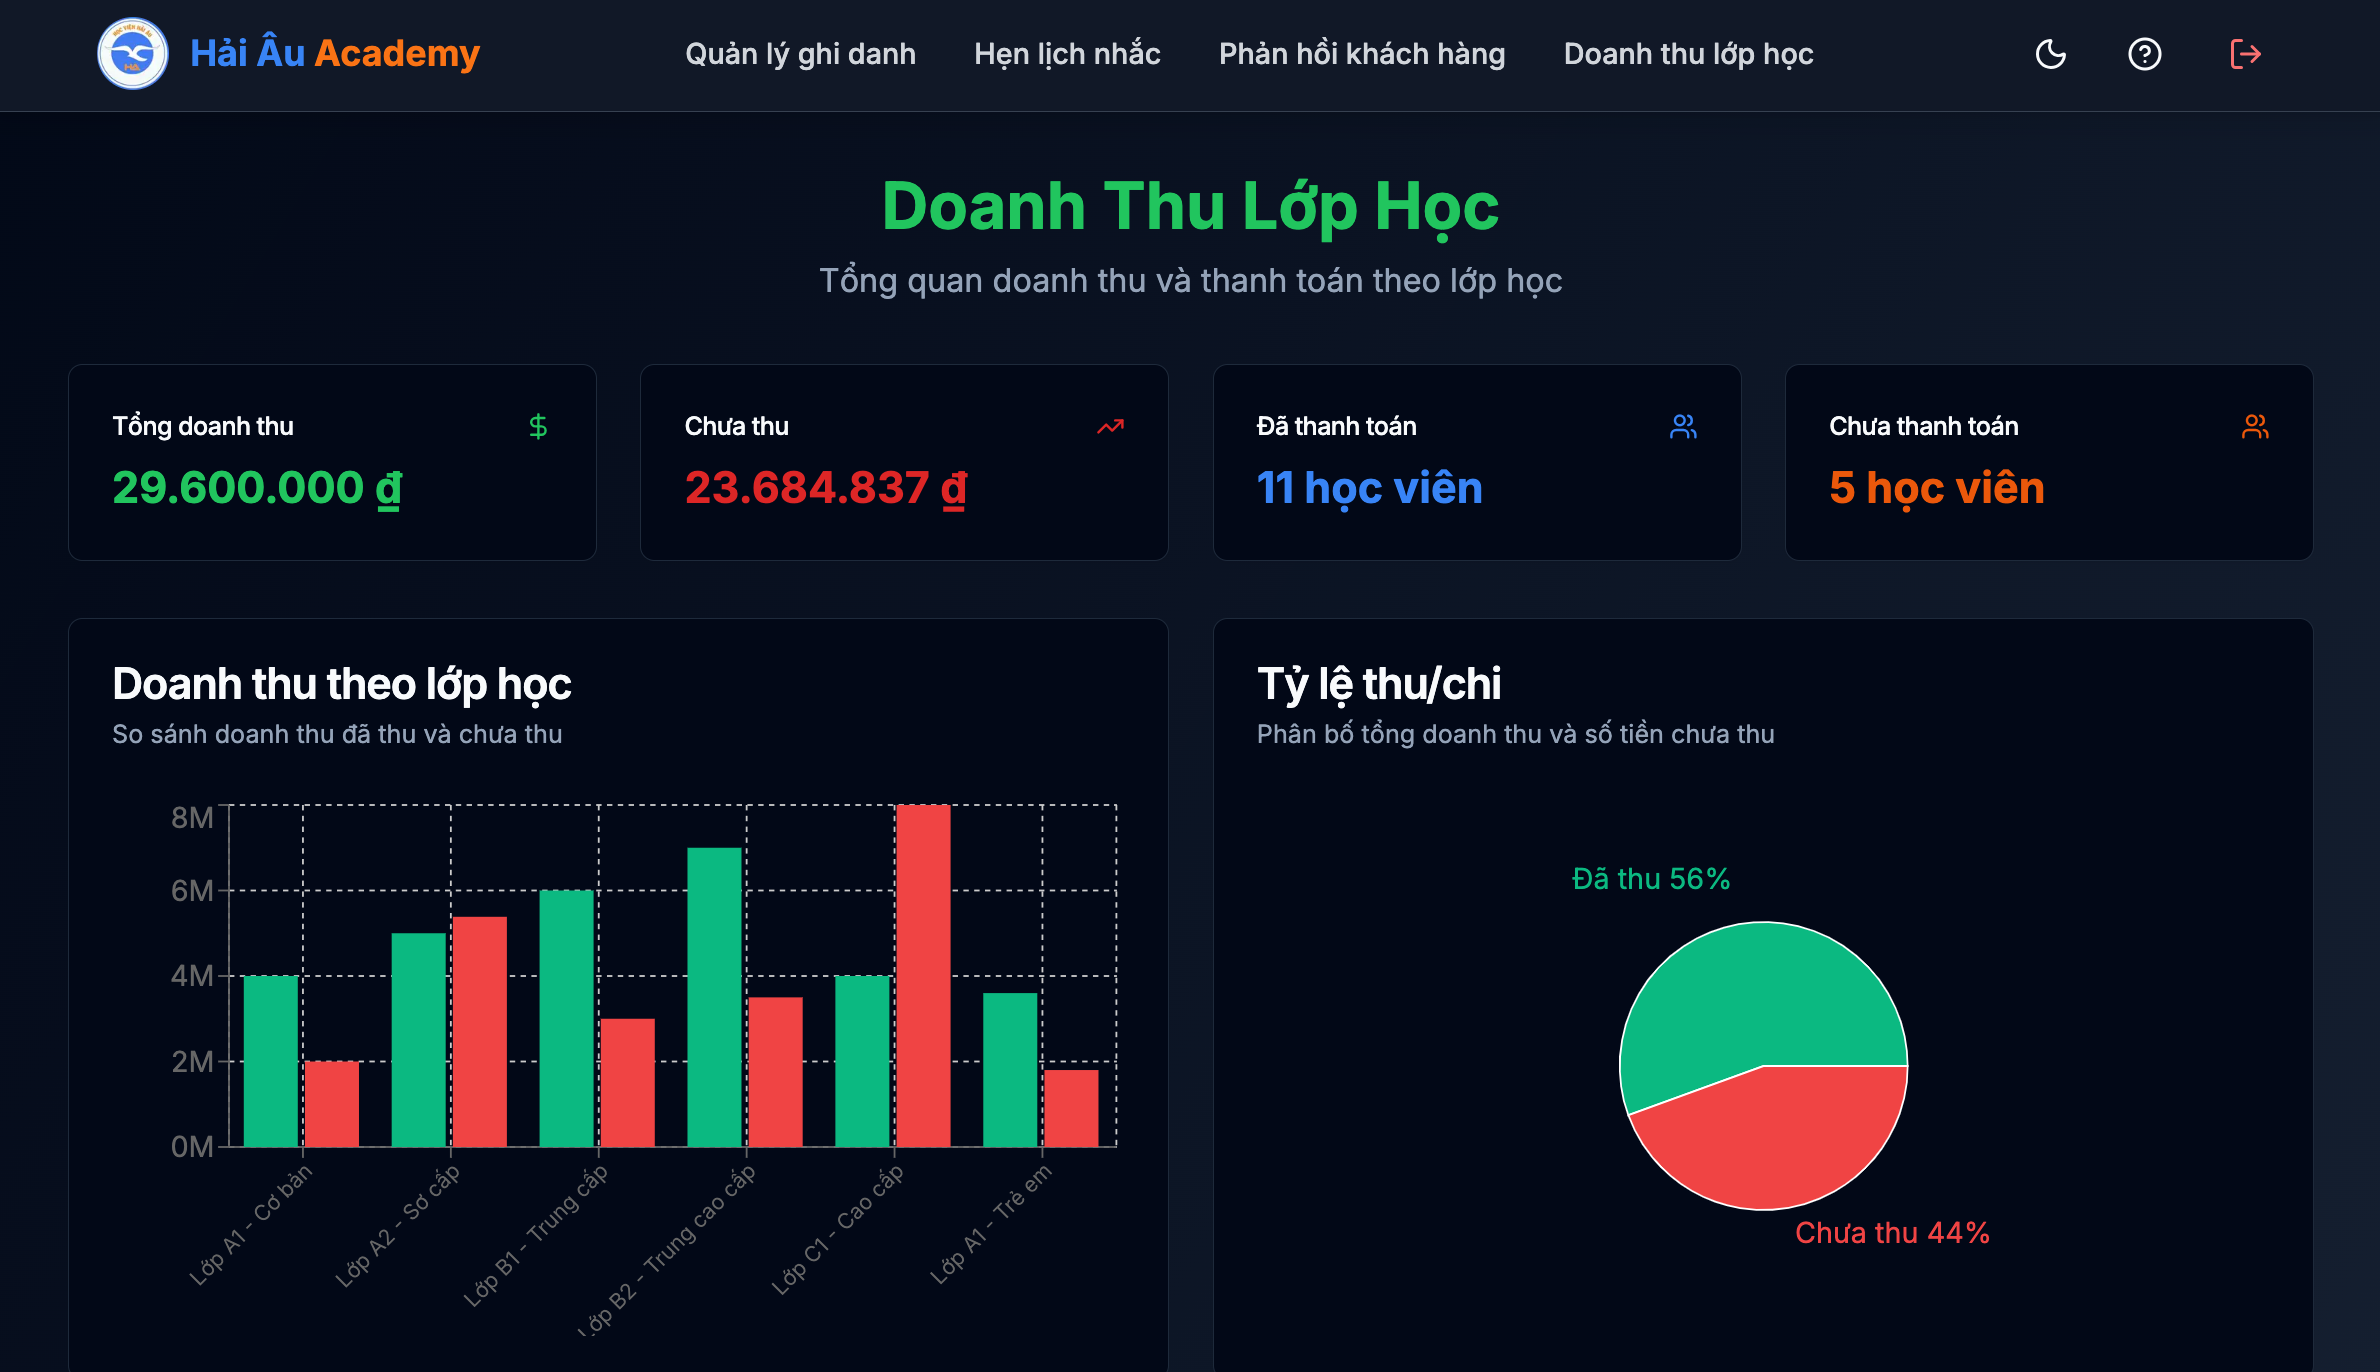 HỌC VIỆN HẢI ÂU
HA
Hải Âu Academy
Quản lý ghi danh
Hẹn lịch nhắc
Phản hồi khách hàng
Doanh thu lớp học
Doanh Thu Lớp Học
Tổng quan doanh thu và thanh toán theo lớp học
Tổng doanh thu
29.600.000 ₫
Chưa thu
23.684.837 ₫
Đã thanh toán
11 học viên
Chưa thanh toán
5 học viên
Doanh thu theo lớp học
So sánh doanh thu đã thu và chưa thu
8M
6M
4M
2M
0M
Lớp A1 - Cơ bản
Lớp A2 - Sơ cấp
Lớp B1 - Trung cấp
Lớp B2 - Trung cao cấp
Lớp C1 - Cao cấp
Lớp A1 - Trẻ em
Tỷ lệ thu/chi
Phân bố tổng doanh thu và số tiền chưa thu
Đã thu 56%
Chưa thu 44%